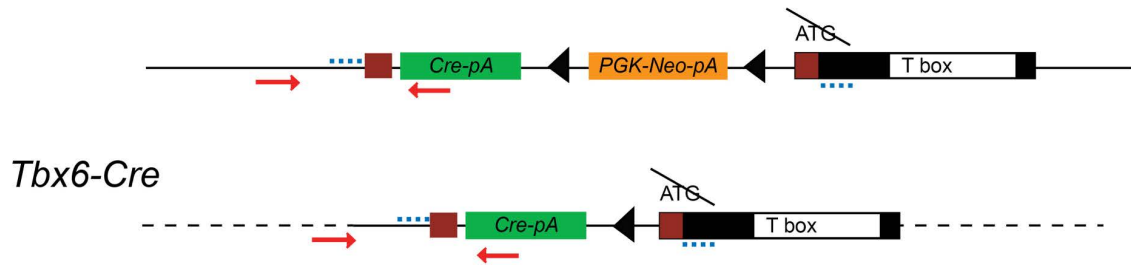 ATG
Cre-pA PGK-Neo-pA T box
Tbx6-Cre
ATG
Cre-pA T box